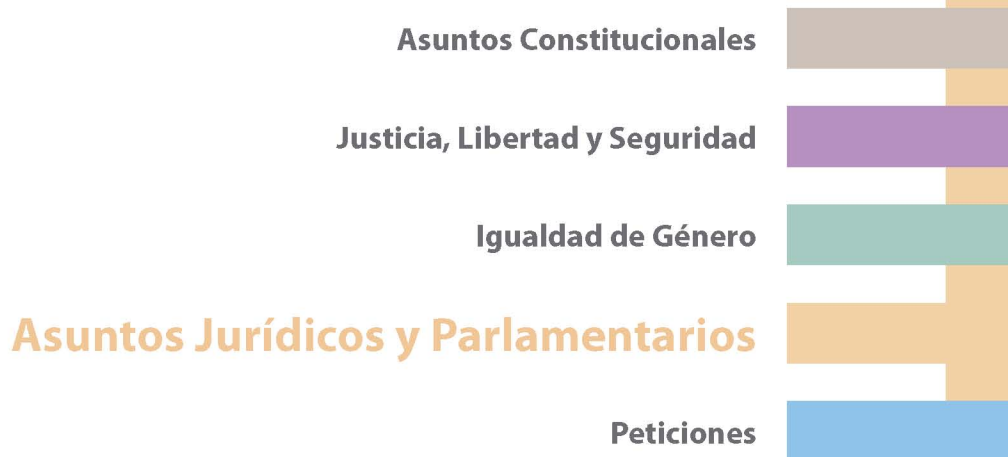 Asuntos Constitucionales
Justicia, Libertad y Seguridad
Igualdad de Género
Asuntos Jurídicos y Parlamentarios
Peticiones